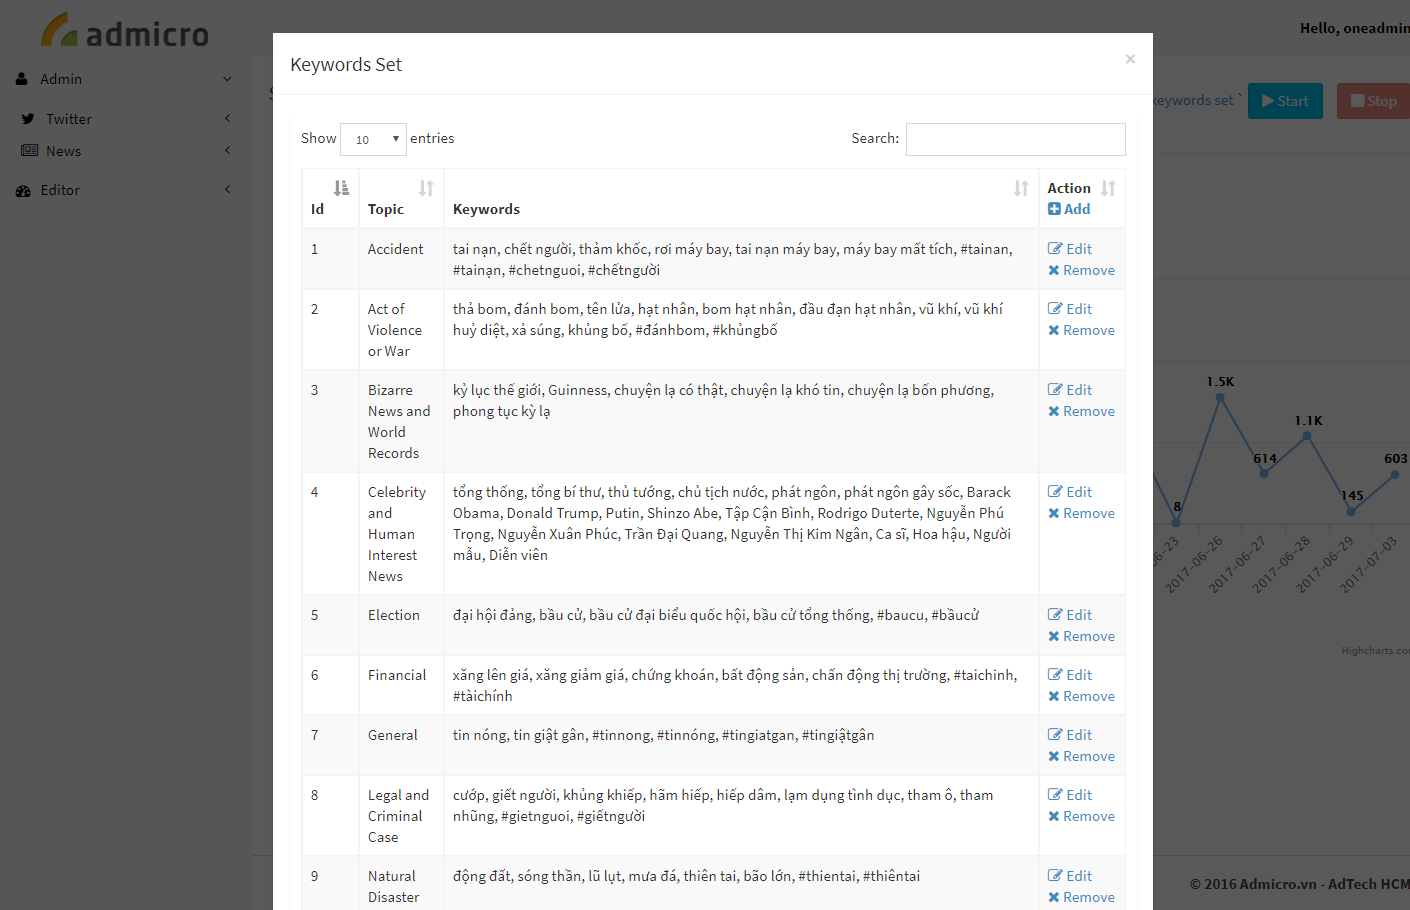 admicro
Hello, oneadmin
Admin
Twitter
News
Editor
keywords set `
Start
Stop
Keywords Set
×
Show 10 entries
Search:
Id
Topic
Keywords
Action
Add
1
Accident
tai nạn, chết người, thảm khốc, rơi máy bay, tai nạn máy bay, máy bay mất tích, #tainan,
#tainạn, #chetnguoi, #chếtngười
Edit
Remove
2
Act of
Violence
or War
thả bom, đánh bom, tên lửa, hạt nhân, bom hạt nhân, đầu đạn hạt nhân, vũ khí, vũ khí
huỷ diệt, xả súng, khủng bố, #đánhbom, #khủngbố
Edit
Remove
3
Bizarre
News and
World
Records
kỷ lục thế giới, Guinness, chuyện lạ có thật, chuyện lạ khó tin, chuyện lạ bốn phương,
phong tục kỳ lạ
Edit
Remove
4
Celebrity
and
Human
Interest
News
tổng thống, tổng bí thư, thủ tướng, chủ tịch nước, phát ngôn, phát ngôn gây sốc, Barack
Obama, Donald Trump, Putin, Shinzo Abe, Tập Cận Bình, Rodrigo Duterte, Nguyễn Phú
Trọng, Nguyễn Xuân Phúc, Trần Đại Quang, Nguyễn Thị Kim Ngân, Ca sĩ, Hoa hậu, Người
mẫu, Diễn viên
Edit
Remove
5
Election
đại hội đảng, bầu cử, bầu cử đại biểu quốc hội, bầu cử tổng thống, #baucu, #bầucử
Edit
Remove
6
Financial
xăng lên giá, xăng giảm giá, chứng khoán, bất động sản, chấn động thị trường, #taichinh,
#tàichính
Edit
Remove
7
General
tin nóng, tin giật gân, #tinnong, #tinnóng, #tingiatgan, #tingiậtgân
Edit
Remove
8
Legal and
Criminal
Case
cướp, giết người, khủng khiếp, hãm hiếp, hiếp dâm, lạm dụng tình dục, tham ô, tham
nhũng, #gietnguoi, #giếtngười
Edit
Remove
9
Natural
Disaster
động đất, sóng thần, lũ lụt, mưa đá, thiên tai, bão lớn, #thientai, #thiêntai
Edit
Remove
8
1.5K
614
1.1K
145
603
06-23
2017-06-26
2017-06-27
2017-06-28
2017-06-29
2017-07-03
Highcharts.co
© 2016 Admicro.vn - AdTech HCM